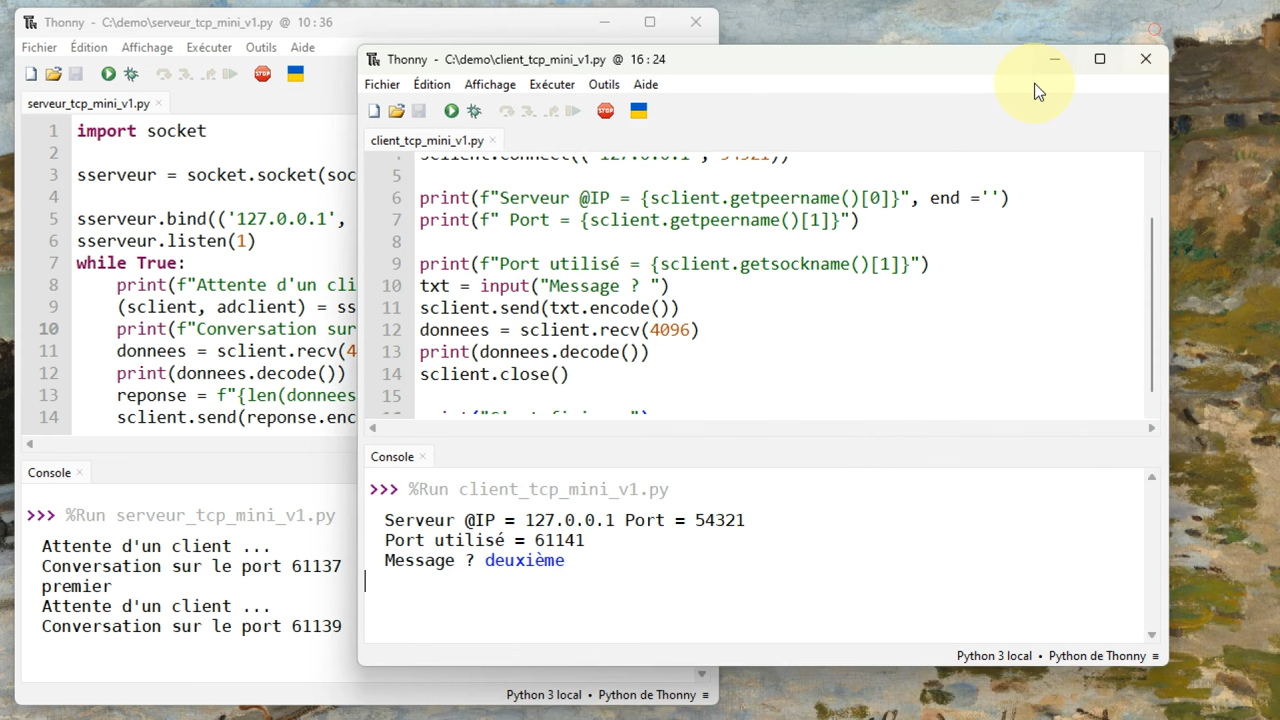 Thonny - C:\demo\serveur_tcp_mini_v1.py @ 10:36
Fichier Édition Affichage Exécuter Outils Aide
STOP
serveur_tcp_mini_v1.py ×
1 import socket
2
3 sserveur = socket.socket(soc
4
5 sserveur.bind(('127.0.0.1',
6 sserveur.listen(1)
7 while True:
8 print(f"Attente d'un cli
9 (sclient, adclient) = ss
10 print(f"Conversation sur
11 donnees = sclient.recv(4
12 print(donnees.decode())
13 reponse = f"{len(donnees
14 sclient.send(reponse.enc
Console ×
>>> %Run serveur_tcp_mini_v1.py
Attente d'un client ...
Conversation sur le port 61137
premier
Attente d'un client ...
Conversation sur le port 61139
Python 3 local • Python de Thonny ≡
Thonny - C:\demo\client_tcp_mini_v1.py @ 16:24
Fichier Édition Affichage Exécuter Outils Aide
STOP
client_tcp_mini_v1.py ×
5
6 print(f"Serveur @IP = {sclient.getpeername()[0]}", end ='')
7 print(f" Port = {sclient.getpeername()[1]}")
8
9 print(f"Port utilisé = {sclient.getsockname()[1]}")
10 txt = input("Message ? ")
11 sclient.send(txt.encode())
12 donnees = sclient.recv(4096)
13 print(donnees.decode())
14 sclient.close()
15
Console ×
>>> %Run client_tcp_mini_v1.py
Serveur @IP = 127.0.0.1 Port = 54321
Port utilisé = 61141
Message ? deuxième
Python 3 local • Python de Thonny ≡